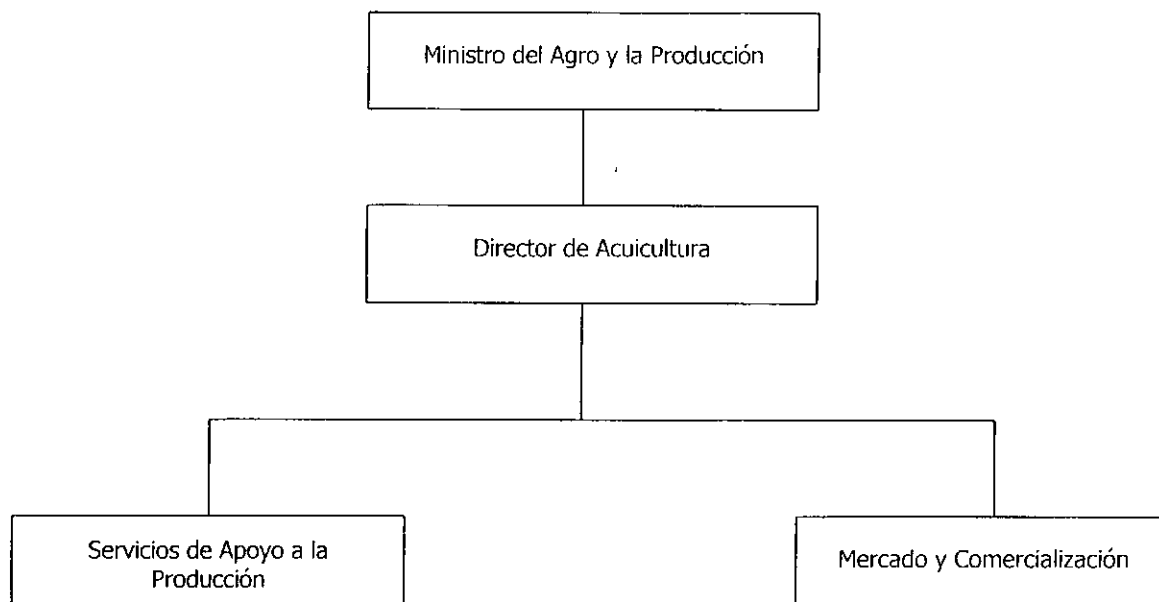 Ministro del Agro y la Producción
Director de Acuicultura
Servicios de Apoyo a la
Producción
Mercado y Comercialización